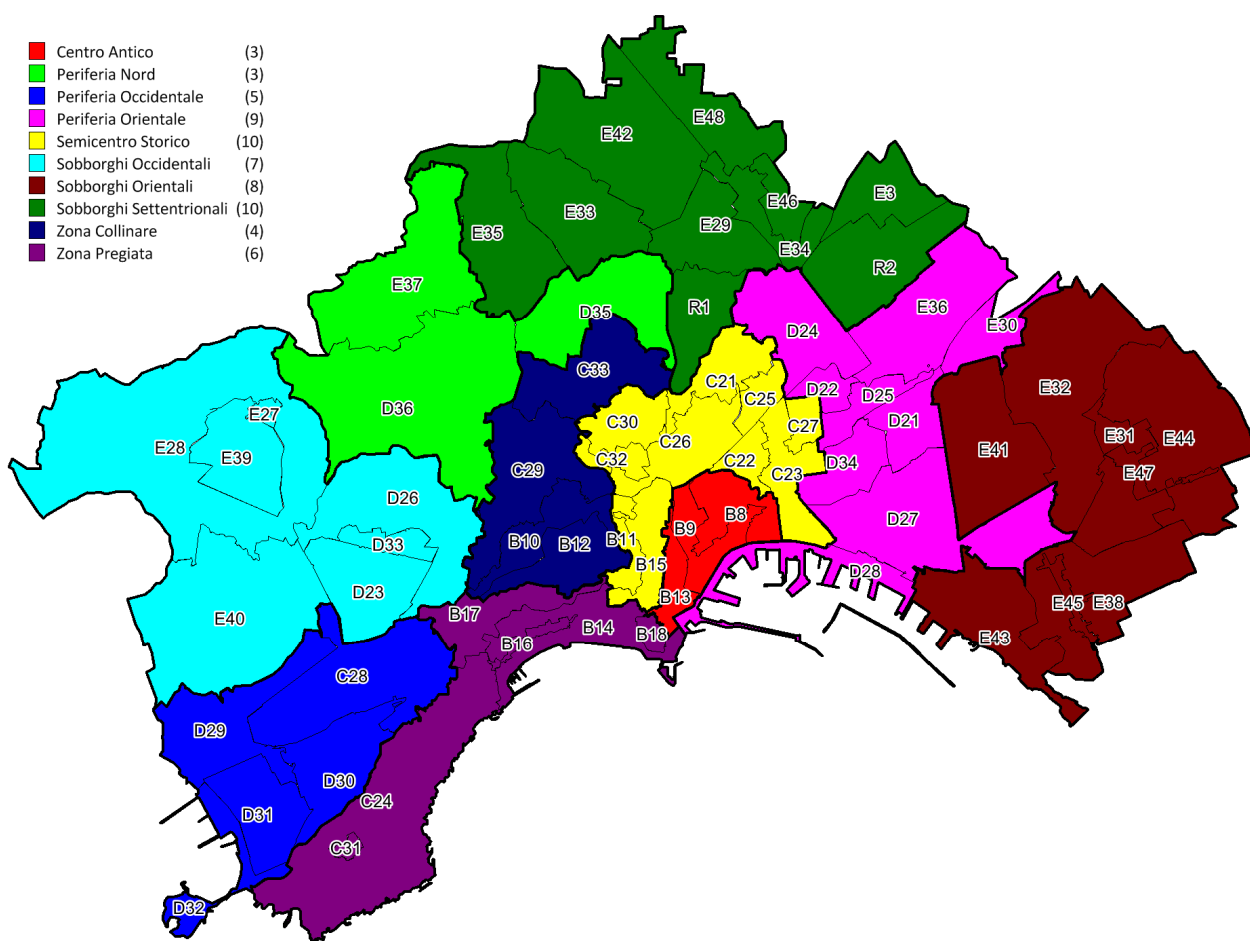 Centro Antico (3)
Periferia Nord (3)
Periferia Occidentale (5)
Periferia Orientale (9)
Semicentro Storico (10)
Sobborghi Occidentali (7)
Sobborghi Orientali (8)
Sobborghi Settentrionali (10)
Zona Collinare (4)
Zona Pregiata (6)
E48
E42
E3
E46
E33
E29
E35
E34
R2
E37
R1
E36
D35
E30
D24
C33
E32
C21
D22
D25
C25
D36
E27
C30
D21
C27
E31
E44
E28
C26
E41
E39
C32
C22
D34
E47
C29
C23
D26
B8
D27
B9
B10
B11
B12
D33
B15
D28
D23
B13
E45
E38
B17
E40
B14
B18
E43
B16
C28
D29
D30
C24
D31
C31
D32